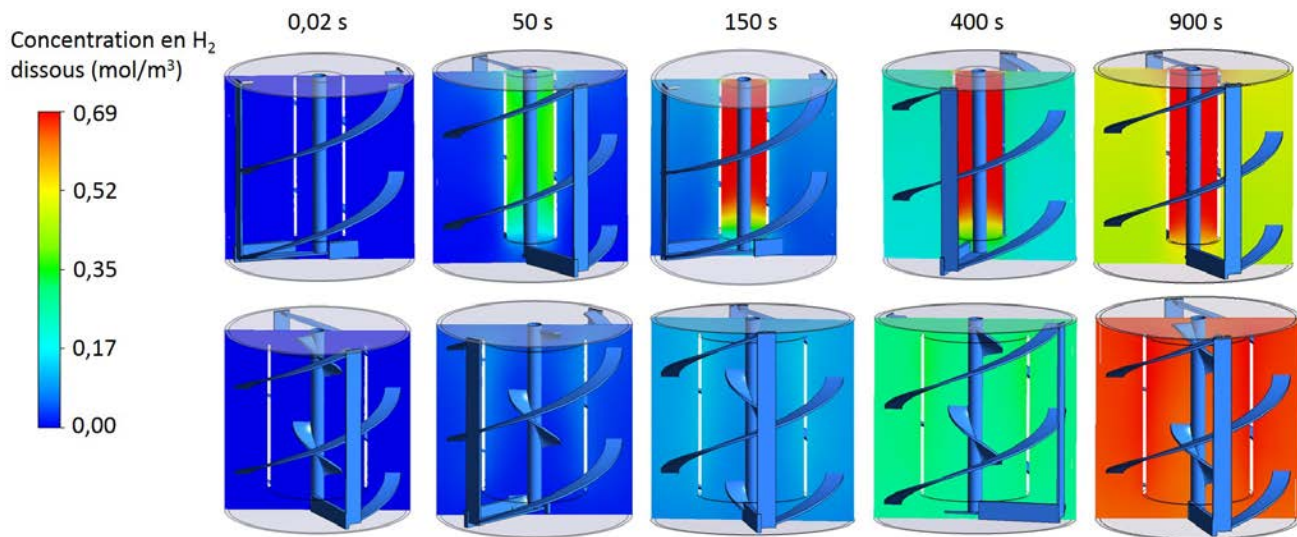 0,02 s
50 s
150 s
400 s
900 s
Concentration en H₂
dissous (mol/m³)
0,69
0,52
0,35
0,17
0,00